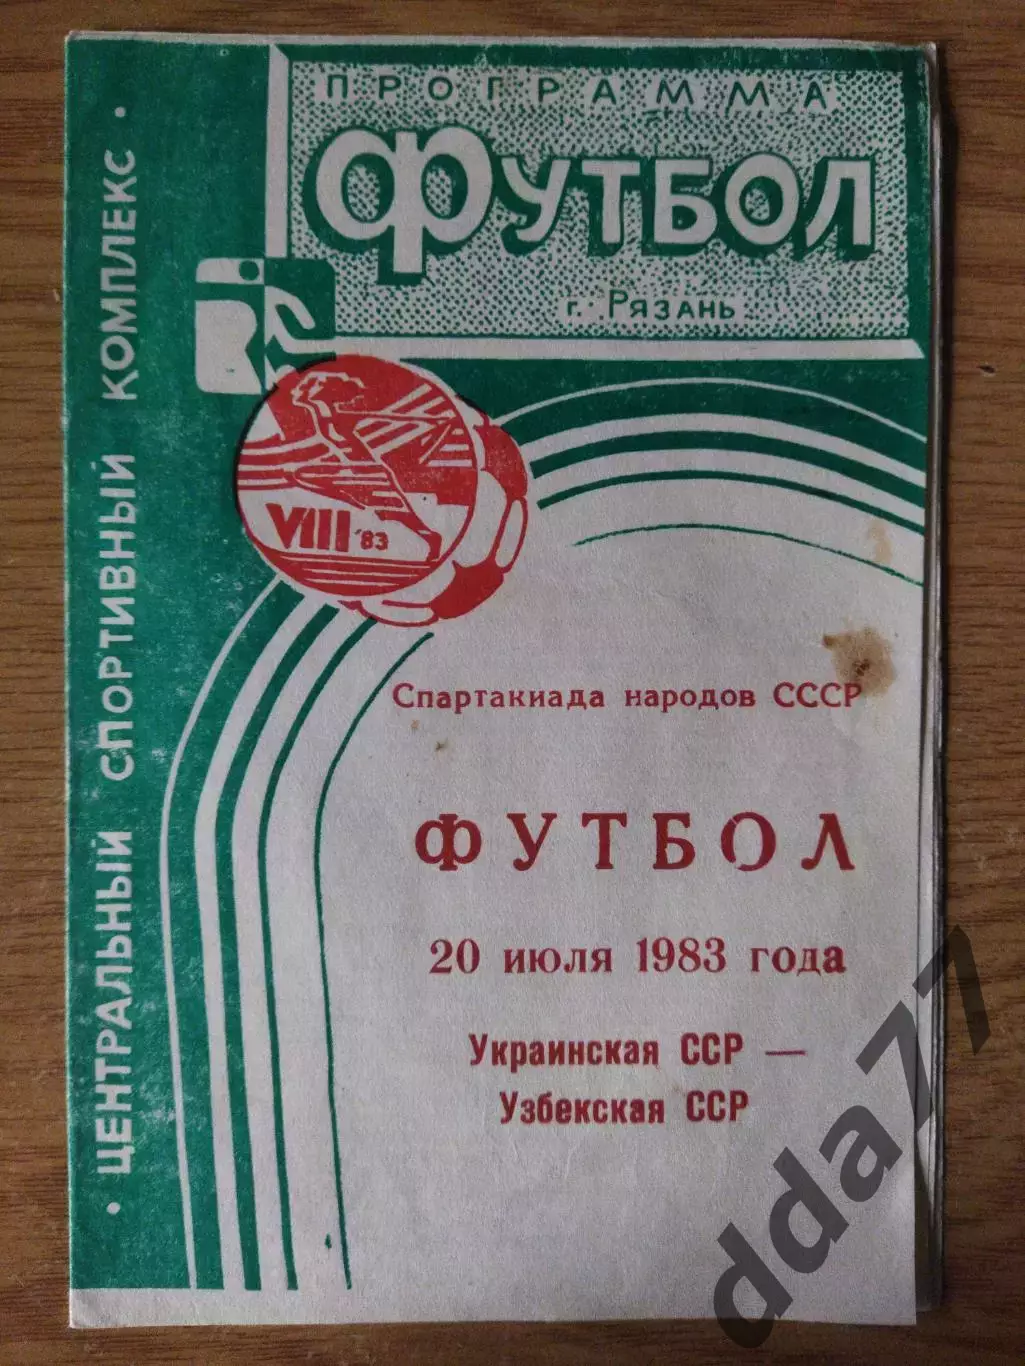 ПРОГРАММА
ФУТБОЛ
г. Рязань
· ЦЕНТРАЛЬНЫЙ СПОРТИВНЫЙ КОМПЛЕКС ·
VIII '83
Спартакиада народов СССР
ФУТБОЛ
20 июля 1983 года
Украинская ССР —
Узбекская ССР
dda77